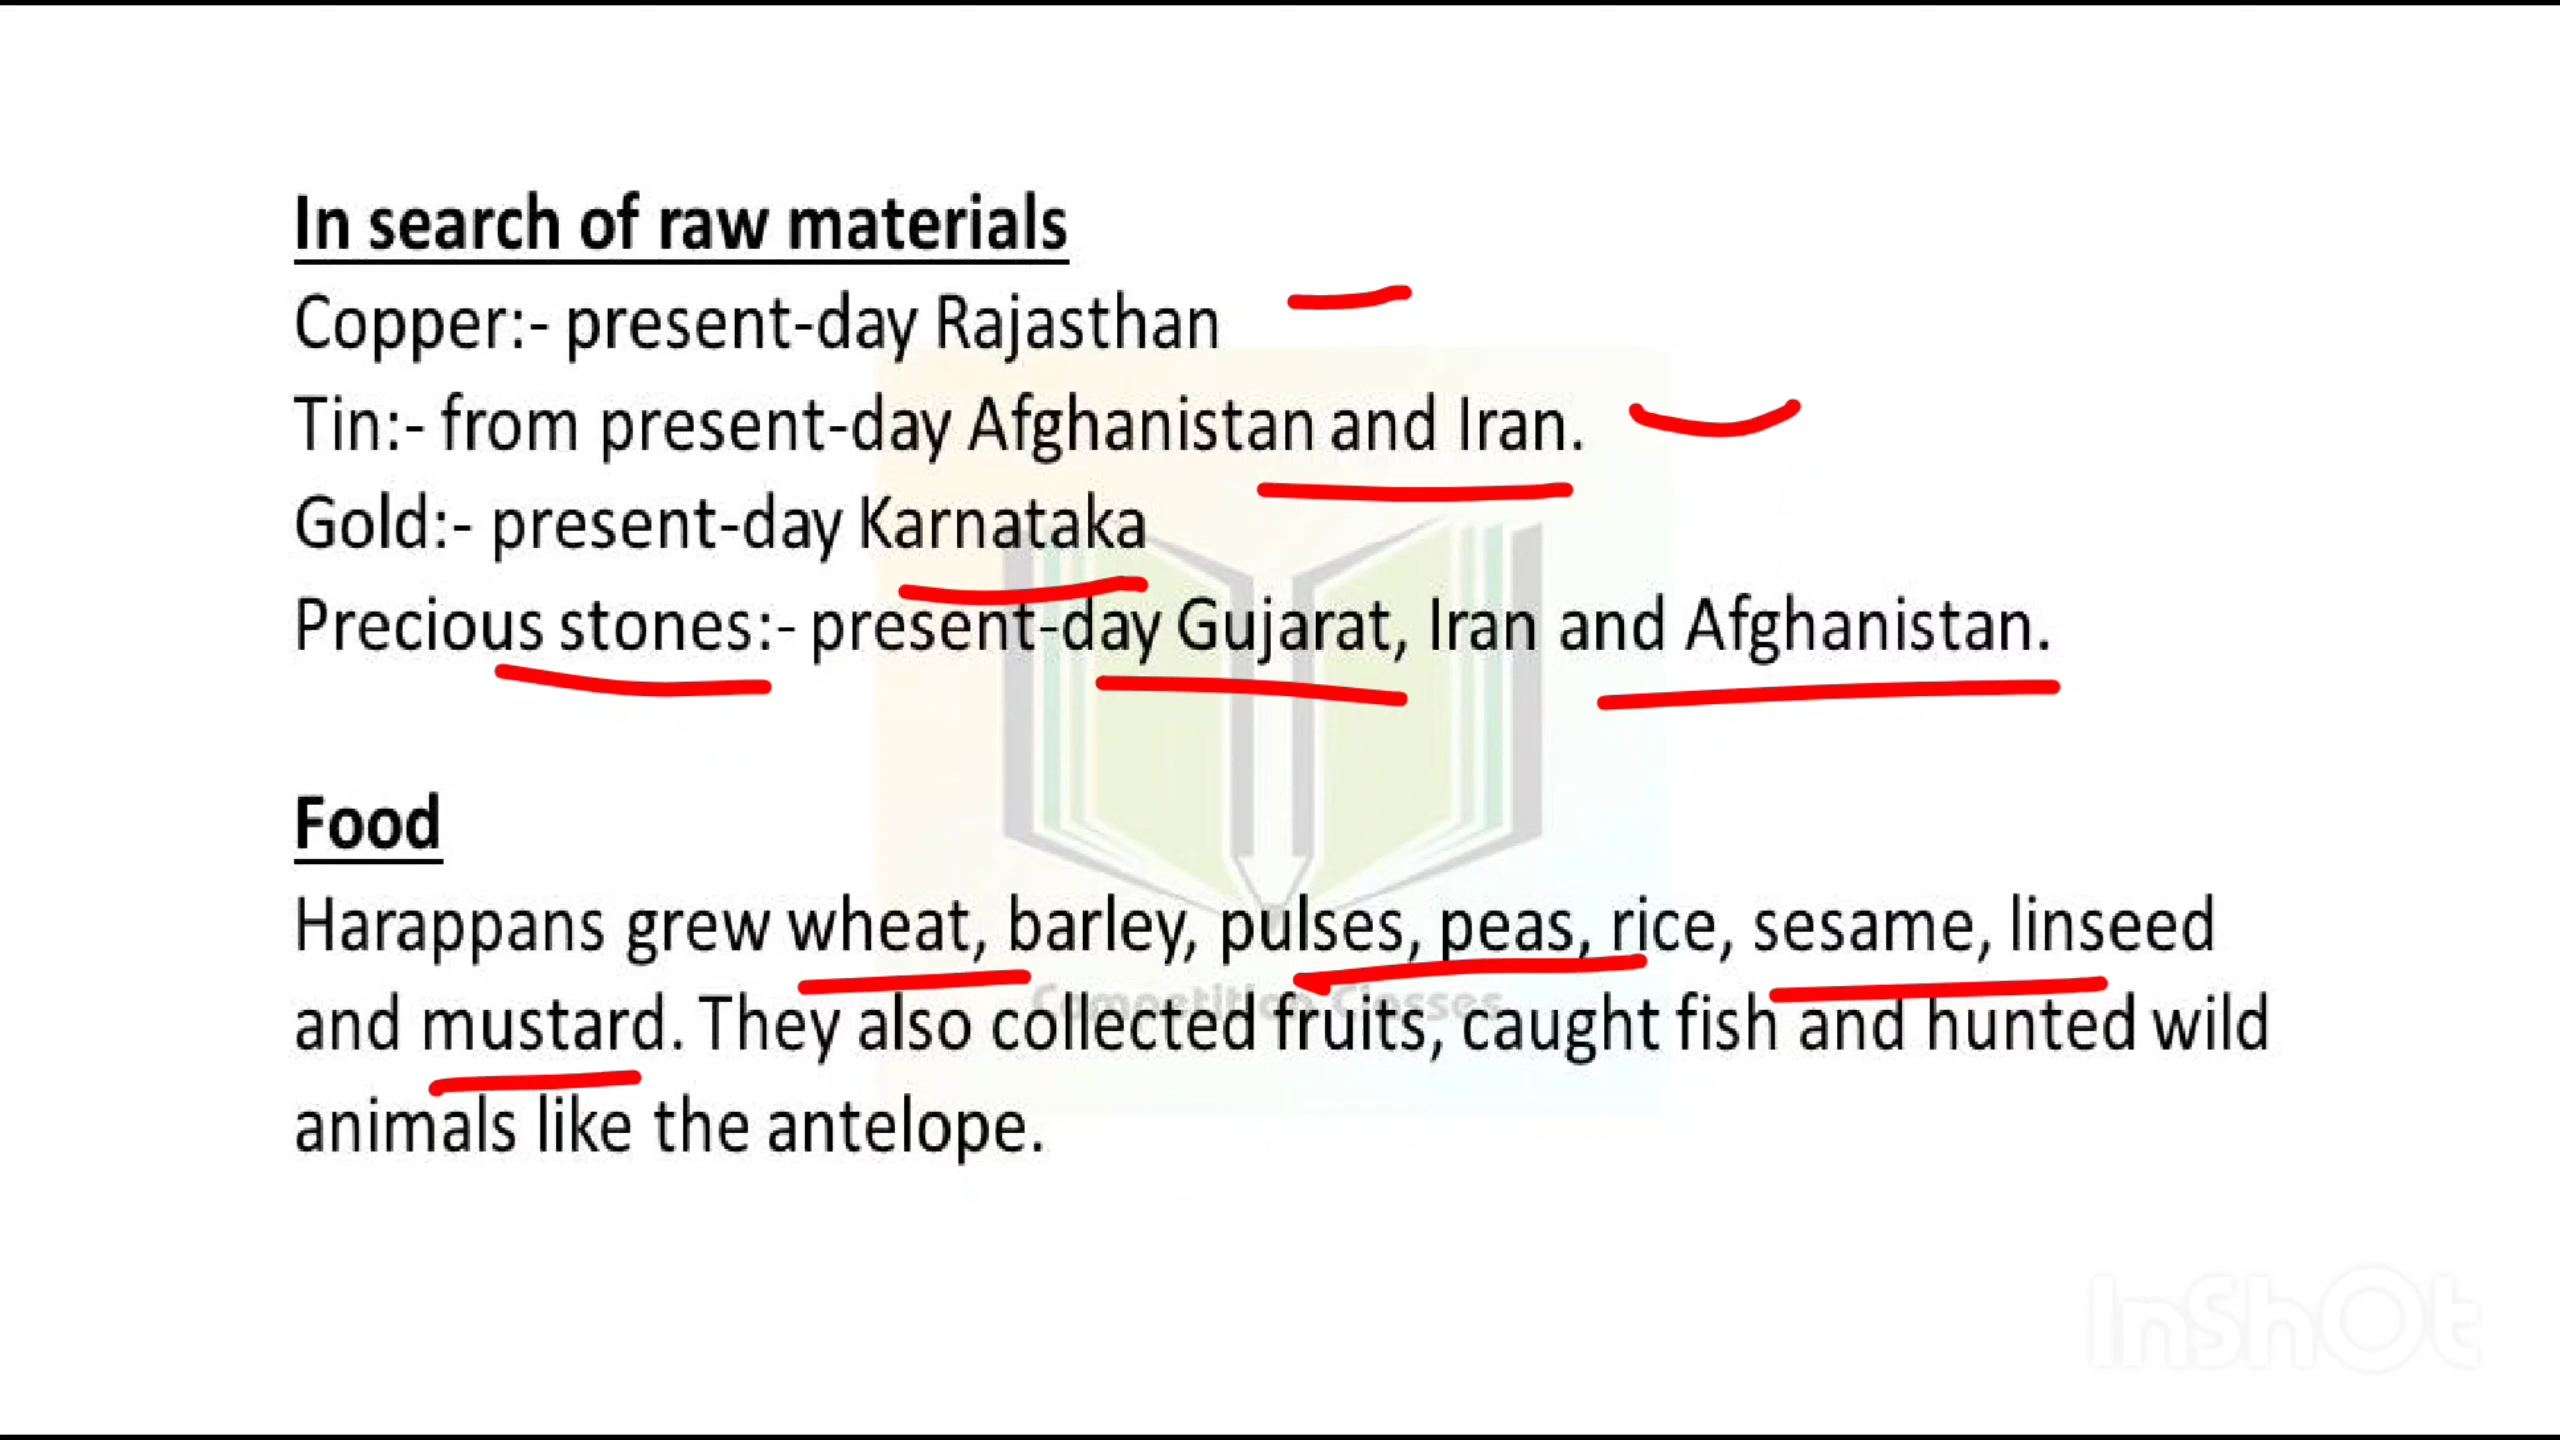 In search of raw materials
Copper:- present-day Rajasthan
Tin:- from present-day Afghanistan and Iran.
Gold:- present-day Karnataka
Precious stones:- present-day Gujarat, Iran and Afghanistan.
Food
Harappans grew wheat, barley, pulses, peas, rice, sesame, linseed
and mustard. They also collected fruits, caught fish and hunted wild
Competition Classes
animals like the antelope.
InShOt